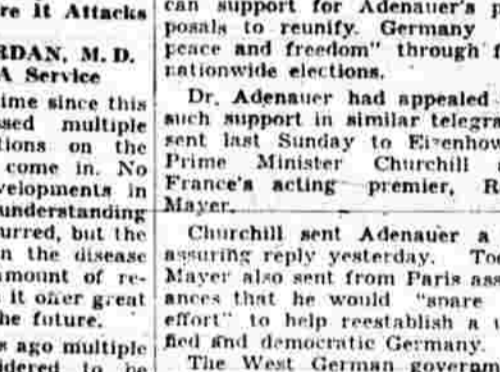 re it Attacks
RDAN, M. D.
A Service
ime since this
sed multiple
tions on the
come in. No
velopments in
understanding
urred, but the
n the disease
mount of re-
it offer great
he future.
s ago multiple
idered to be
can support for Adenauer's p
posals to reunify. Germany
peace and freedom" through f
nationwide elections.
Dr. Adenauer had appealed
such support in similar telegra
sent last Sunday to Eisenhow
Prime Minister Churchill
France's acting premier, R
Mayer.
Churchill sent Adenauer a
assuring reply yesterday. Too
Mayer also sent from Paris ass
ances that he would "spare
effort" to help reestablish a u
fied and democratic Germany.
The West German governm